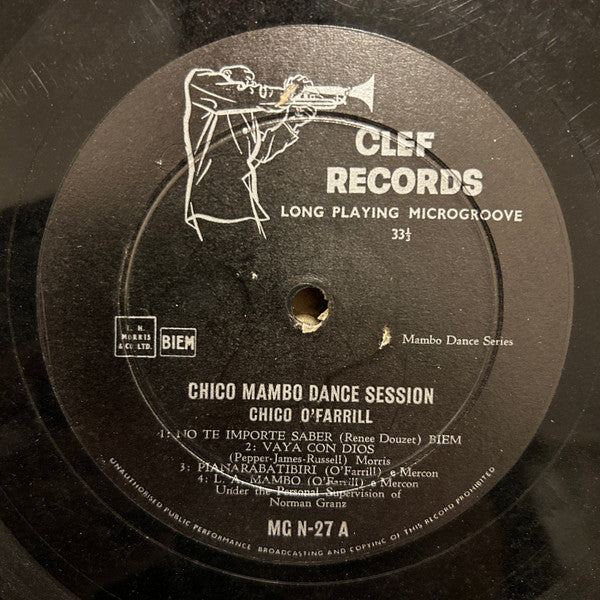 CLEF
RECORDS
LONG PLAYING MICROGROOVE
33⅓
L. H.
MORRIS
& CO LTD.
BIEM
Mambo Dance Series
CHICO MAMBO DANCE SESSION
CHICO O'FARRILL
1: NO TE IMPORTE SABER (Renee Douzet) BIEM
2: VAYA CON DIOS
(Pepper-James-Russell) Morris
3: PIANARABATIBIRI (O'Farrill) e Mercon
4: L. A. MAMBO (O'Farrill) e Mercon
Under the Personal Supervision of
Norman Granz
UNAUTHORISED PUBLIC PERFORMANCE BROADCASTING AND COPYING OF THIS RECORD PROHIBITED
MG N-27 A